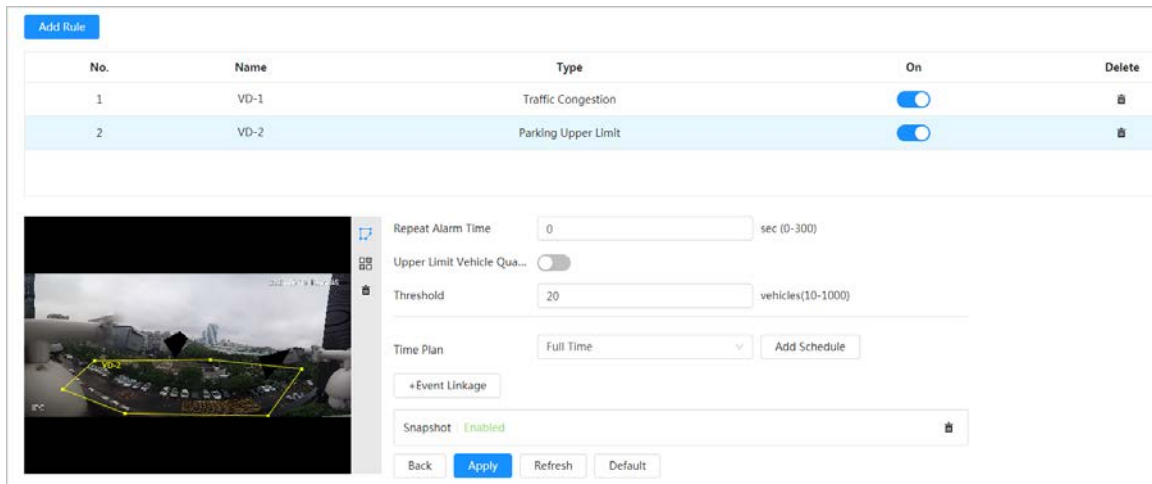 Add Rule
No. Name Type On Delete
1 VD-1 Traffic Congestion
2 VD-2 Parking Upper Limit
Repeat Alarm Time 0 sec (0-300)
Upper Limit Vehicle Qua...
Threshold 20 vehicles(10-1000)
Time Plan Full Time Add Schedule
VD-2
+Event Linkage
IPC
Snapshot Enabled
Back Apply Refresh Default